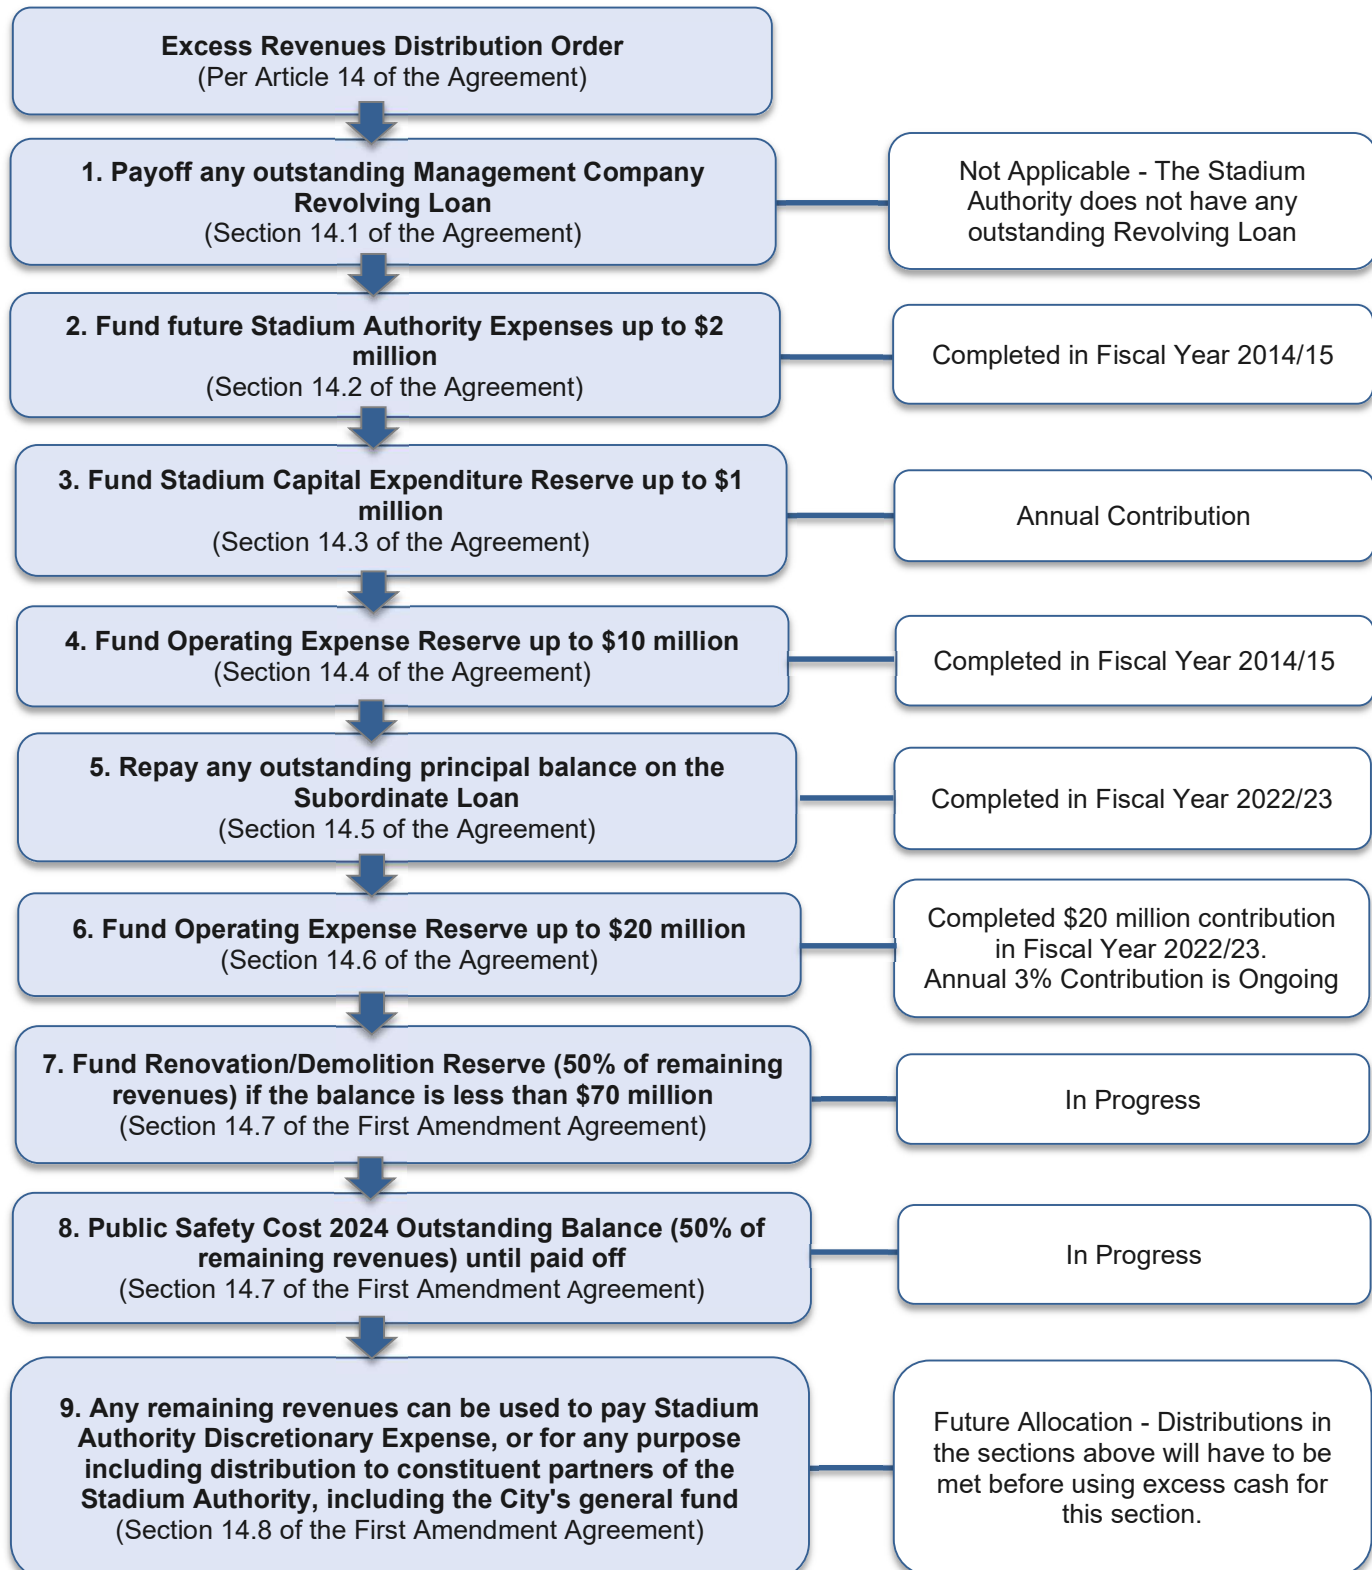 Excess Revenues Distribution Order
(Per Article 14 of the Agreement)
1. Payoff any outstanding Management Company
Revolving Loan
(Section 14.1 of the Agreement)
Not Applicable - The Stadium
Authority does not have any
outstanding Revolving Loan
2. Fund future Stadium Authority Expenses up to $2
million
(Section 14.2 of the Agreement)
Completed in Fiscal Year 2014/15
3. Fund Stadium Capital Expenditure Reserve up to $1
million
(Section 14.3 of the Agreement)
Annual Contribution
4. Fund Operating Expense Reserve up to $10 million
(Section 14.4 of the Agreement)
Completed in Fiscal Year 2014/15
5. Repay any outstanding principal balance on the
Subordinate Loan
(Section 14.5 of the Agreement)
Completed in Fiscal Year 2022/23
6. Fund Operating Expense Reserve up to $20 million
(Section 14.6 of the Agreement)
Completed $20 million contribution
in Fiscal Year 2022/23.
Annual 3% Contribution is Ongoing
7. Fund Renovation/Demolition Reserve (50% of remaining
revenues) if the balance is less than $70 million
(Section 14.7 of the First Amendment Agreement)
In Progress
8. Public Safety Cost 2024 Outstanding Balance (50% of
remaining revenues) until paid off
(Section 14.7 of the First Amendment Agreement)
In Progress
9. Any remaining revenues can be used to pay Stadium
Authority Discretionary Expense, or for any purpose
including distribution to constituent partners of the
Stadium Authority, including the City's general fund
(Section 14.8 of the First Amendment Agreement)
Future Allocation - Distributions in
the sections above will have to be
met before using excess cash for
this section.